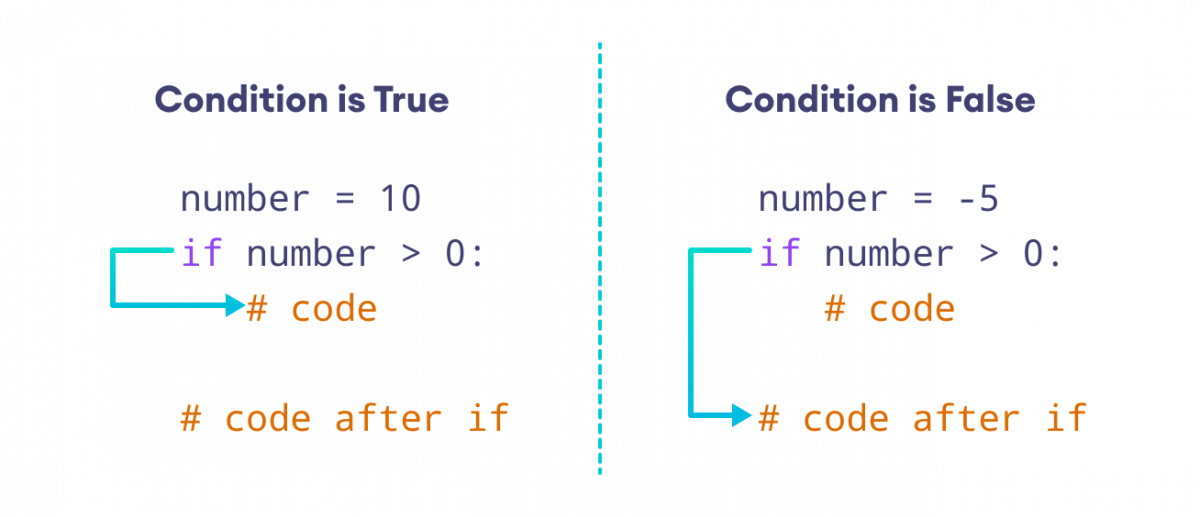 Condition is True
number = 10
if number > 0:
    # code
# code after if
Condition is False
number = -5
if number > 0:
    # code
# code after if